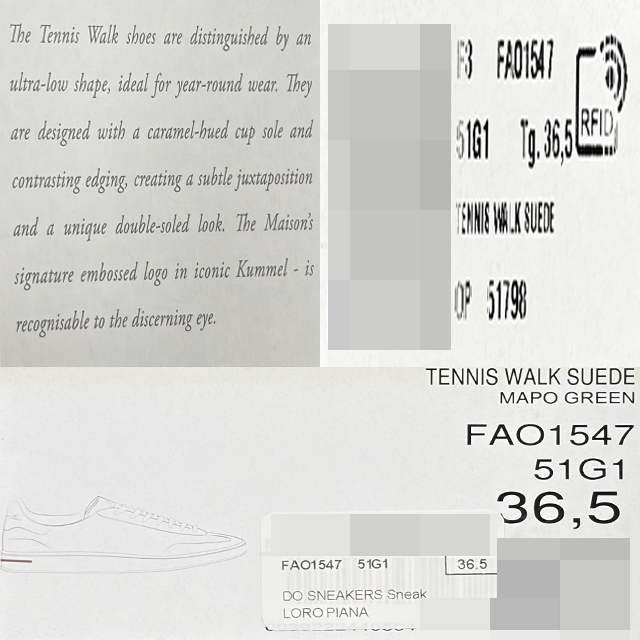 The Tennis Walk shoes are distinguished by an
ultra-low shape, ideal for year-round wear. They
are designed with a caramel-hued cup sole and
contrasting edging, creating a subtle juxtaposition
and a unique double-soled look. The Maison's
signature embossed logo in iconic Kummel - is
recognisable to the discerning eye.
F3 FAO1547
RFID
51G1 Tg. 36,5
TENNIS WALK SUEDE
OP 51798
TENNIS WALK SUEDE
MAPO GREEN
FAO1547
51G1
36,5
FAO1547 51G1 36.5
DO SNEAKERS Sneak
LORO PIANA